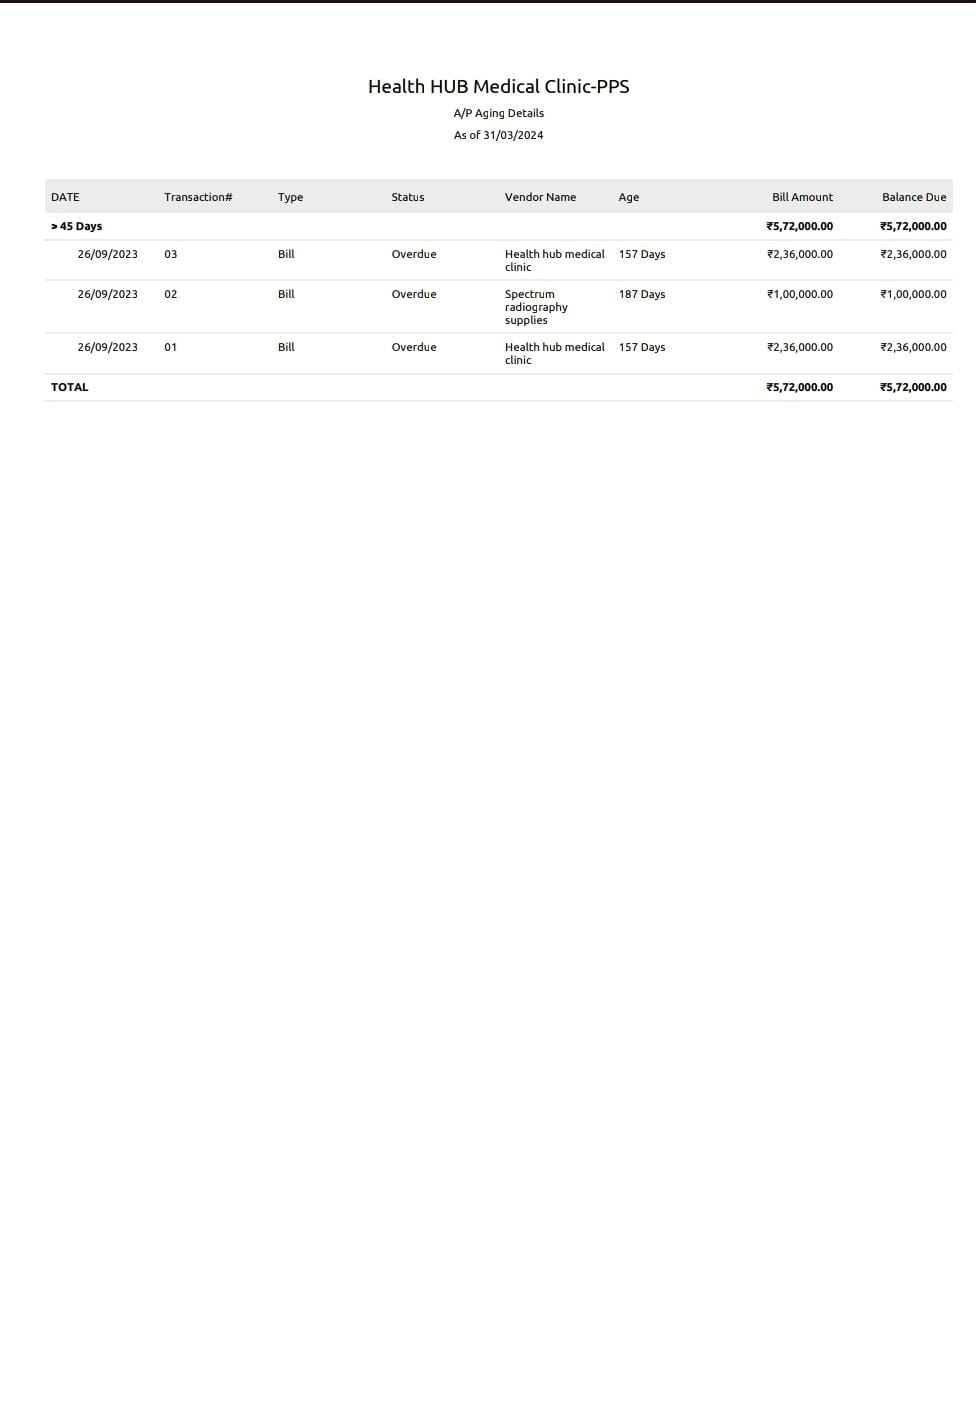 Health HUB Medical Clinic-PPS
A/P Aging Details
As of 31/03/2024
DATE Transaction# Type Status Vendor Name Age Bill Amount Balance Due
> 45 Days ₹5,72,000.00 ₹5,72,000.00
26/09/2023 03 Bill Overdue Health hub medical 157 Days ₹2,36,000.00 ₹2,36,000.00
clinic
26/09/2023 02 Bill Overdue Spectrum 187 Days ₹1,00,000.00 ₹1,00,000.00
radiography
supplies
26/09/2023 01 Bill Overdue Health hub medical 157 Days ₹2,36,000.00 ₹2,36,000.00
clinic
TOTAL ₹5,72,000.00 ₹5,72,000.00